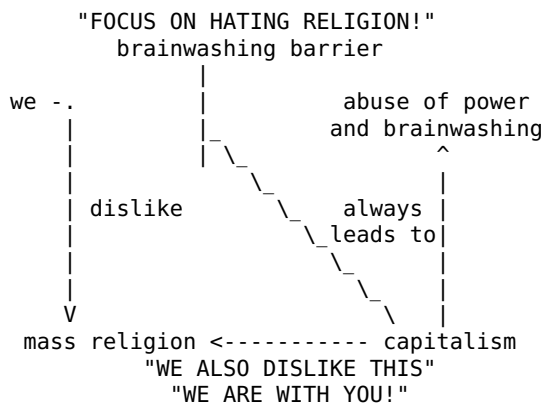 "FOCUS ON HATING RELIGION!"
brainwashing barrier
we -. abuse of power
and brainwashing
dislike always
leads to
mass religion <----------- capitalism
"WE ALSO DISLIKE THIS"
"WE ARE WITH YOU!"